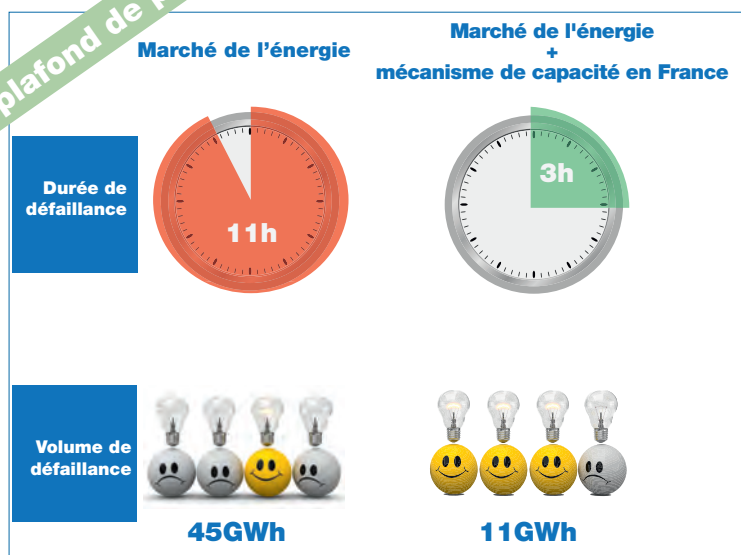 plafond de
Marché de l’énergie
Marché de l'énergie
+
mécanisme de capacité en France
Durée de
défaillance
11h
3h
Volume de
défaillance
45GWh
11GWh